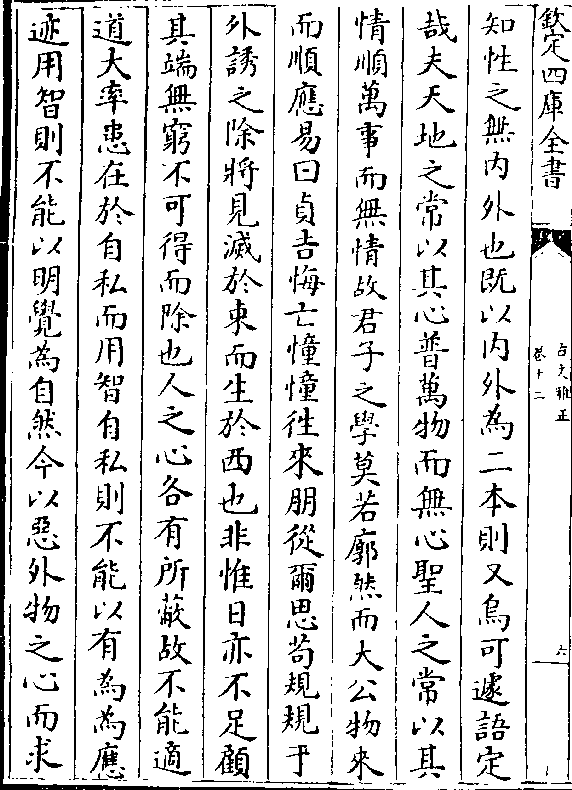 欽定四庫全書
古文雅正
卷十二
六
知性之無内外也既以内外為二本則又烏可遽語定
哉夫天地之常以其心普萬物而無心聖人之常以其
情順萬事而無情故君子之學莫若廓然而大公物來
而順應易曰貞吉悔亡憧憧徃來朋從爾思茍規規于
外誘之除將見滅於東而生於西也非惟日亦不足顧
其端無窮不可得而除也人之心各有所蔽故不能適
道大率患在於自私而用智自私則不能以有為為應
迹用智則不能以明覺為自然今以惡外物之心而求